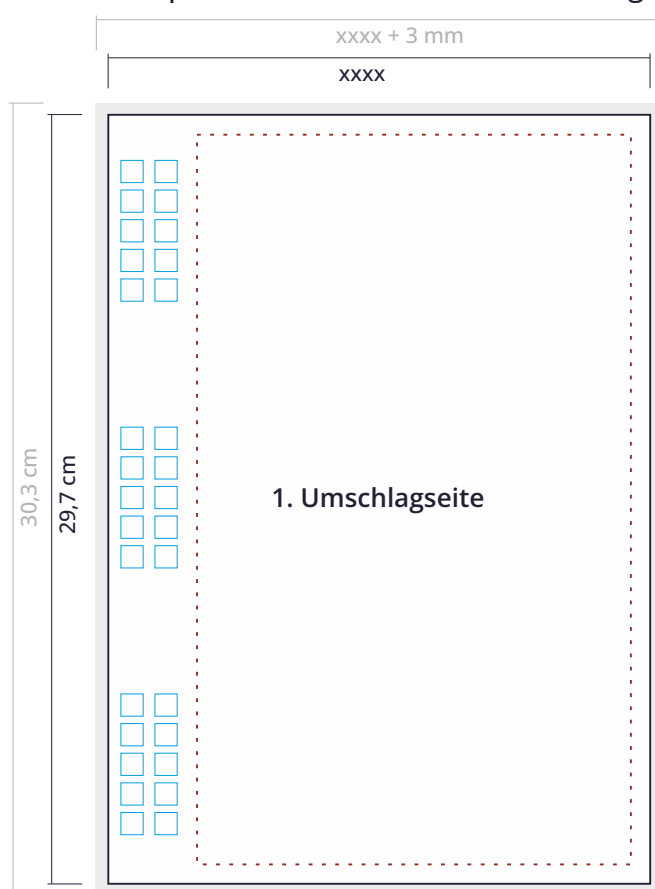 xxxx + 3 mm
xxxx
30,3 cm
29,7 cm
1. Umschlagseite